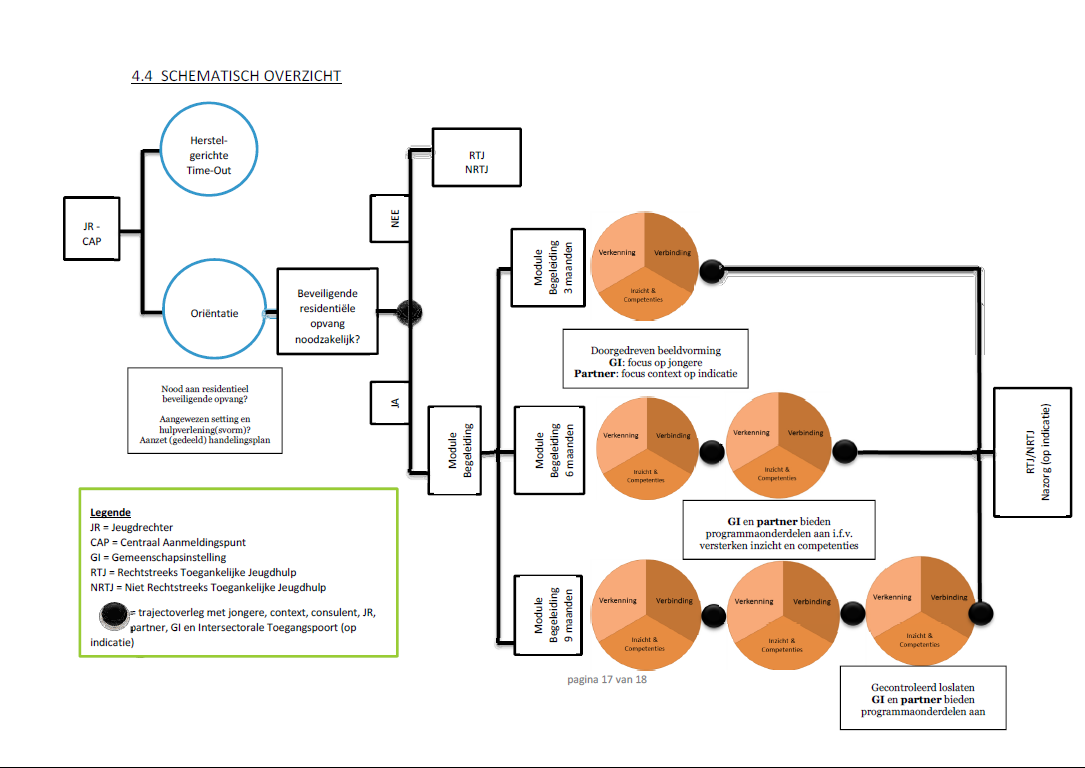 4.4 SCHEMATISCH OVERZICHT
Herstel-
gerichte
Time-Out
JR -
CAP
Oriëntatie
Beveiligende
residentiële
opvang
noodzakelijk?
Nood aan residentieel
beveiligende opvang?
Aangewezen setting en
hulpverlening(svorm)?
Aanzet (gedeeld) handelingsplan
NEE
JA
RTJ
NRTJ
Module
Begeleiding
Module
Begeleiding
3 maanden
Verkenning
Verbinding
Inzicht &
Competenties
Doorgedreven beeldvorming
GI: focus op jongere
Partner: focus context op indicatie
Module
Begeleiding
6 maanden
Verkenning
Verbinding
Inzicht &
Competenties
Verkenning
Verbinding
Inzicht &
Competenties
GI en partner bieden
programmaonderdelen aan i.f.v.
versterken inzicht en competenties
Module
Begeleiding
9 maanden
Verkenning
Verbinding
Inzicht &
Competenties
Verkenning
Verbinding
Inzicht &
Competenties
Verkenning
Verbinding
Inzicht &
Competenties
Gecontroleerd loslaten
GI en partner bieden
programmaonderdelen aan
RTJ/NRTJ
Nazorg (op indicatie)
Legende
JR = Jeugdrechter
CAP = Centraal Aanmeldingspunt
GI = Gemeenschapsinstelling
RTJ = Rechtstreeks Toegankelijke Jeugdhulp
NRTJ = Niet Rechtstreeks Toegankelijke Jeugdhulp
= trajectoverleg met jongere, context, consulent, JR,
partner, GI en Intersectorale Toegangspoort (op
indicatie)
pagina 17 van 18